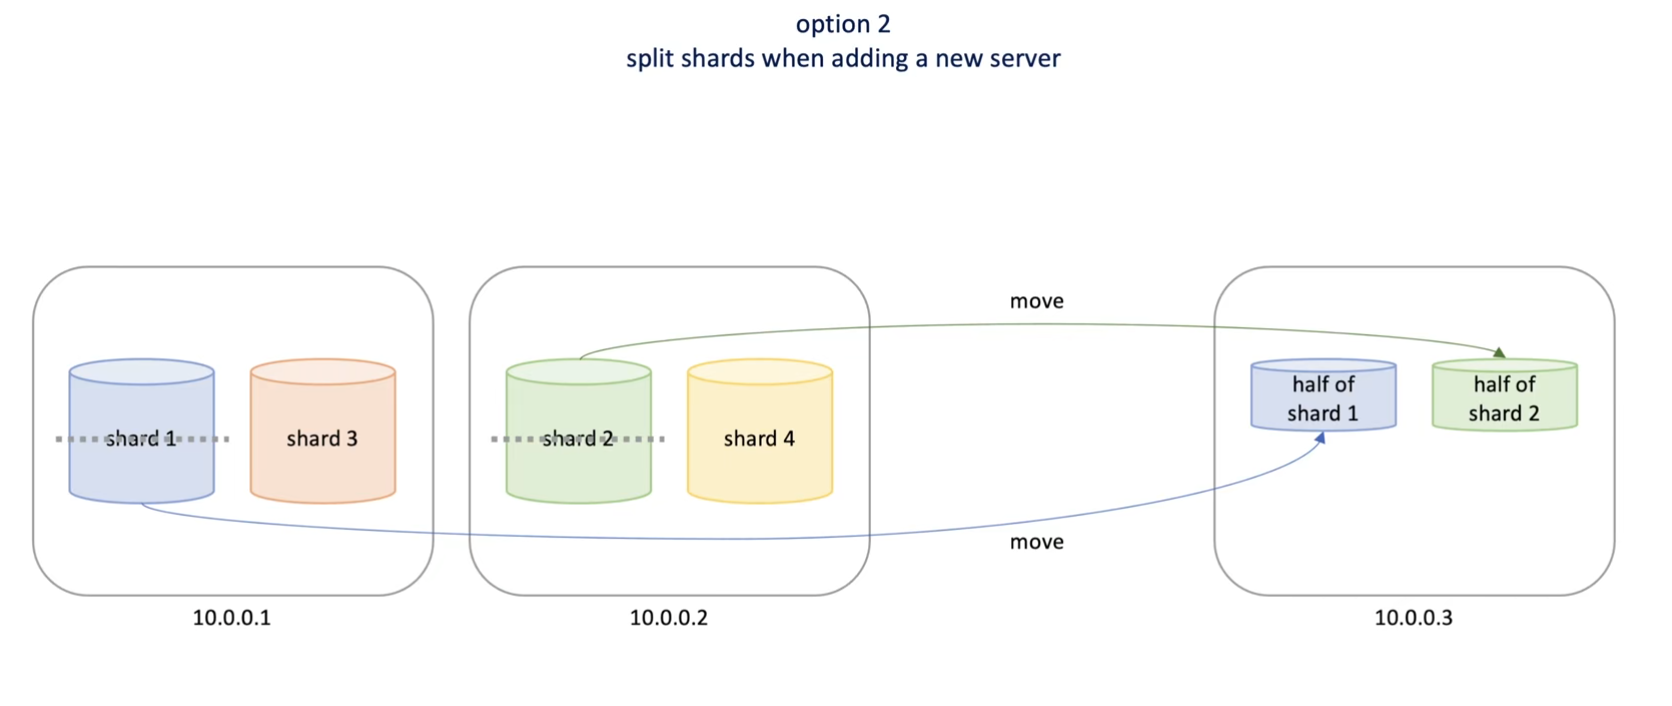 option 2
split shards when adding a new server
move
shard 1
shard 3
shard 2
shard 4
half of
shard 1
half of
shard 2
move
10.0.0.1
10.0.0.2
10.0.0.3